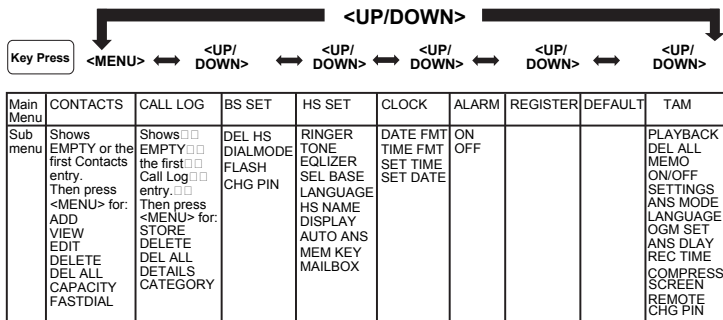 <UP/DOWN>
Key Press
<MENU>
<UP/
DOWN>
<UP/
DOWN>
<UP/
DOWN>
<UP/
DOWN>
<UP/
DOWN>
Main
Menu
CONTACTS
CALL LOG
BS SET
HS SET
CLOCK
ALARM
REGISTER
DEFAULT
TAM
Sub
menu
Shows
EMPTY or the
first Contacts
entry.
Then press
<MENU> for:
ADD
VIEW
EDIT
DELETE
DEL ALL
CAPACITY
FASTDIAL
Shows□□
EMPTY□□
the first□□
Call Log□□
entry.□□
Then press
<MENU> for:
STORE
DELETE
DEL ALL
DETAILS
CATEGORY
DEL HS
DIALMODE
FLASH
CHG PIN
RINGER
TONE
EQLIZER
SEL BASE
LANGUAGE
HS NAME
DISPLAY
AUTO ANS
MEM KEY
MAILBOX
DATE FMT
TIME FMT
SET TIME
SET DATE
ON
OFF
PLAYBACK
DEL ALL
MEMO
ON/OFF
SETTINGS
ANS MODE
LANGUAGE
OGM SET
ANS DLAY
REC TIME
COMPRESS
SCREEN
REMOTE
CHG PIN